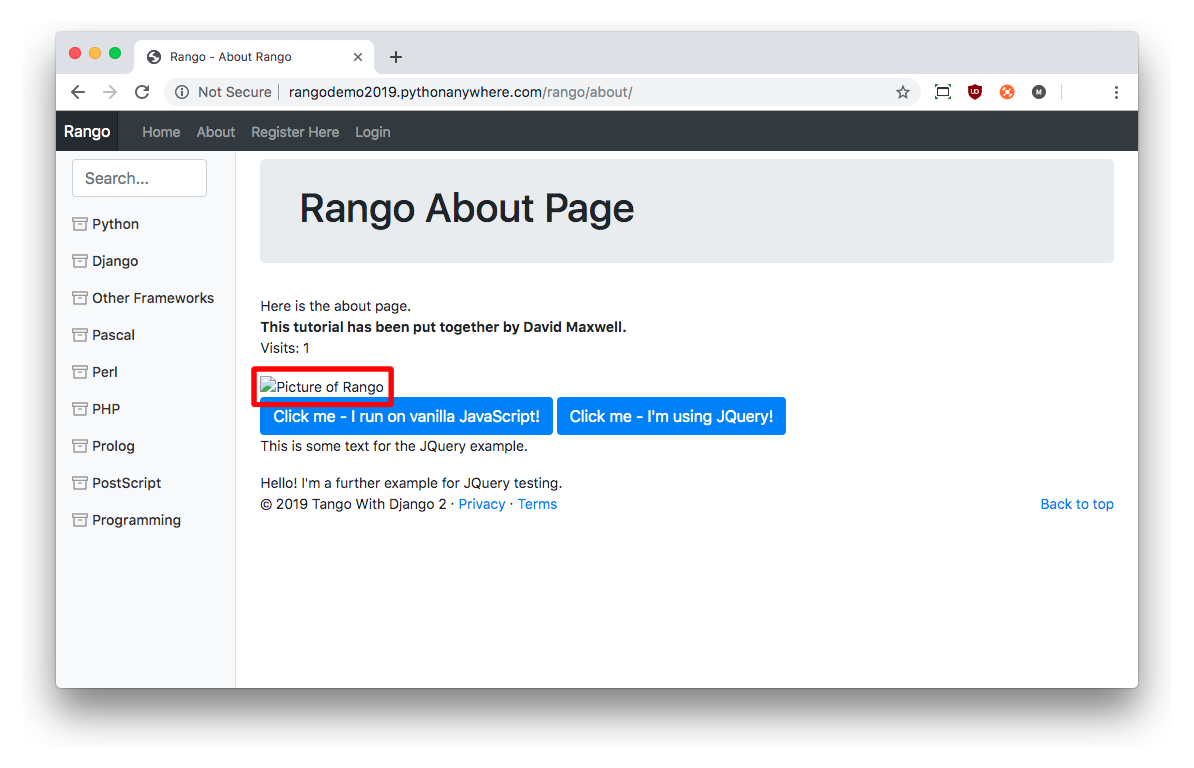 Rango - About Rango
Not Secure | rangodemo2019.pythonanywhere.com/rango/about/
Rango Home About Register Here Login
Search...
Python
Django
Other Frameworks
Pascal
Perl
PHP
Prolog
PostScript
Programming
Rango About Page
Here is the about page.
This tutorial has been put together by David Maxwell.
Visits: 1
Picture of Rango
Click me - I run on vanilla JavaScript! Click me - I'm using JQuery!
This is some text for the JQuery example.
Hello! I'm a further example for JQuery testing.
© 2019 Tango With Django 2 · Privacy · Terms Back to top